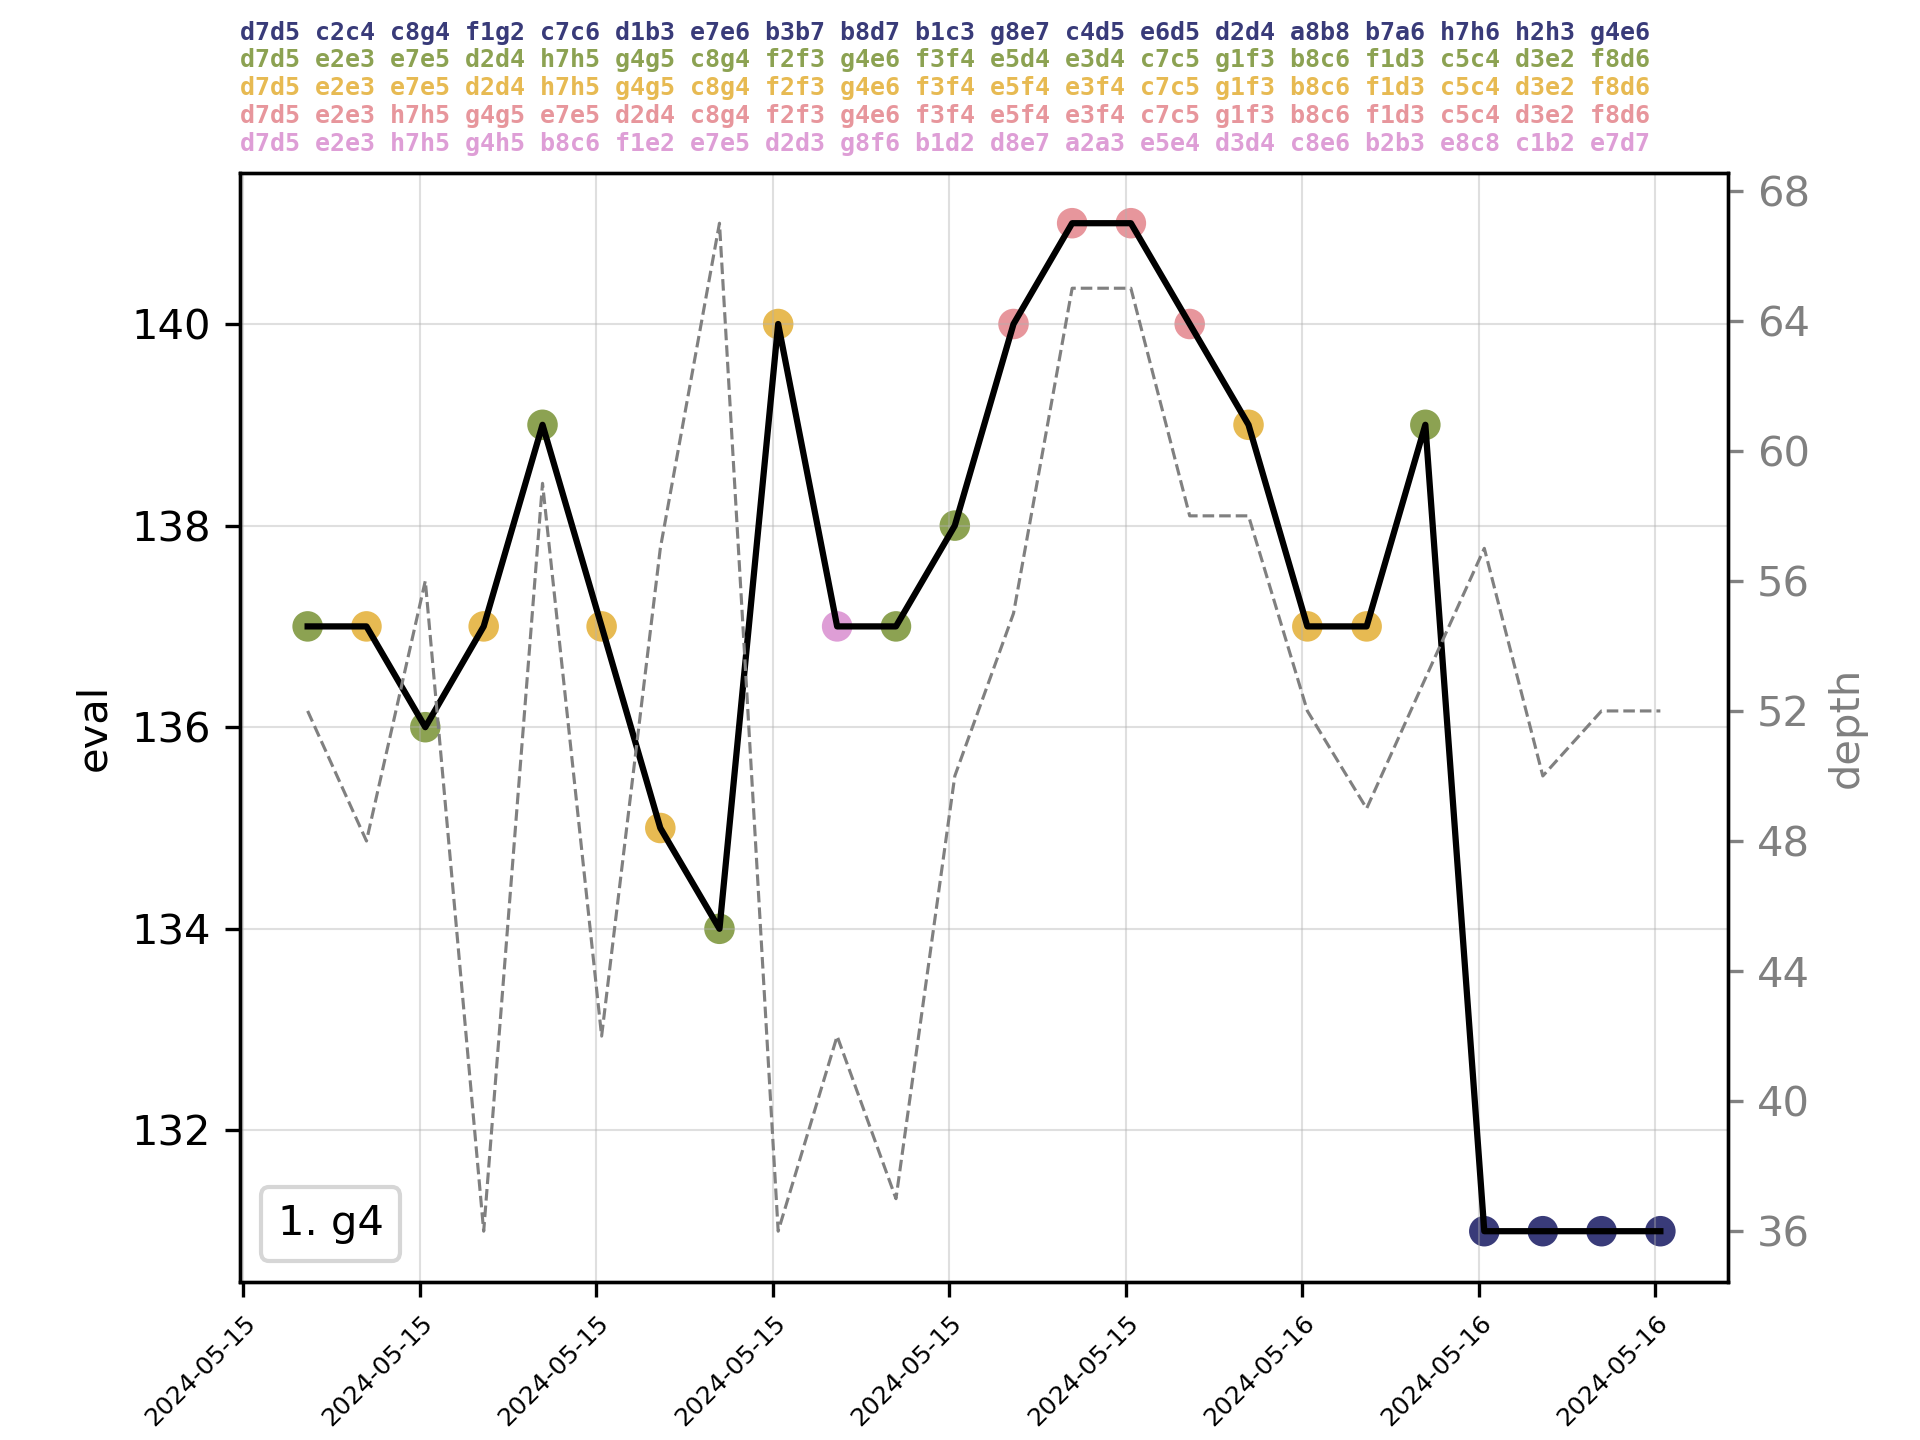 d7d5 c2c4 c8g4 f1g2 c7c6 d1b3 e7e6 b3b7 b8d7 b1c3 g8e7 c4d5 e6d5 d2d4 a8b8 b7a6 h7h6 h2h3 g4e6
d7d5 e2e3 e7e5 d2d4 h7h5 g4g5 c8g4 f2f3 g4e6 f3f4 e5d4 e3d4 c7c5 g1f3 b8c6 f1d3 c5c4 d3e2 f8d6
d7d5 e2e3 e7e5 d2d4 h7h5 g4g5 c8g4 f2f3 g4e6 f3f4 e5f4 e3f4 c7c5 g1f3 b8c6 f1d3 c5c4 d3e2 f8d6
d7d5 e2e3 h7h5 g4g5 e7e5 d2d4 c8g4 f2f3 g4e6 f3f4 e5f4 e3f4 c7c5 g1f3 b8c6 f1d3 c5c4 d3e2 f8d6
d7d5 e2e3 h7h5 g4h5 b8c6 f1e2 e7e5 d2d3 g8f6 b1d2 d8e7 a2a3 e5e4 d3d4 c8e6 b2b3 e8c8 c1b2 e7d7
140
138
136
134
132
eval
68
64
60
56
52
48
44
40
36
depth
1. g4
2024-05-15
2024-05-15
2024-05-15
2024-05-15
2024-05-15
2024-05-15
2024-05-16
2024-05-16
2024-05-16